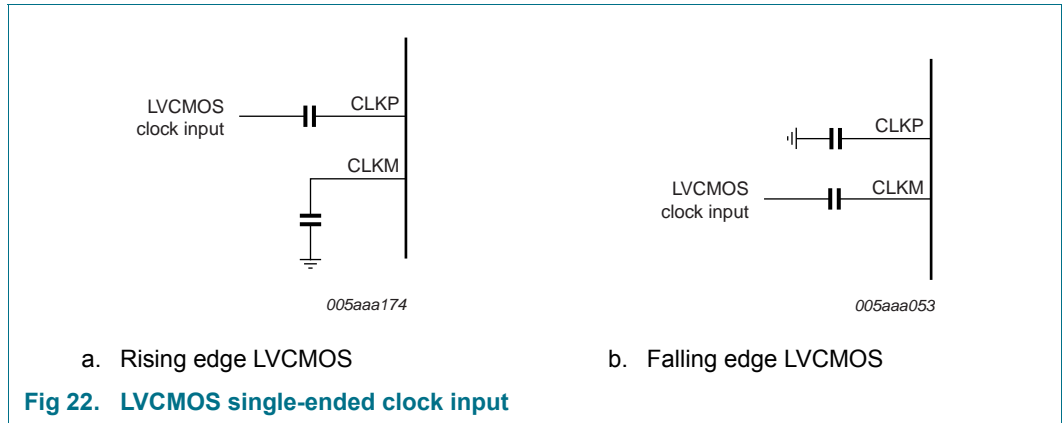 LVCMOS
clock input
CLKP
CLKM
005aaa174
CLKP
LVCMOS
clock input
CLKM
005aaa053
a. Rising edge LVCMOS
b. Falling edge LVCMOS
Fig 22. LVCMOS single-ended clock input